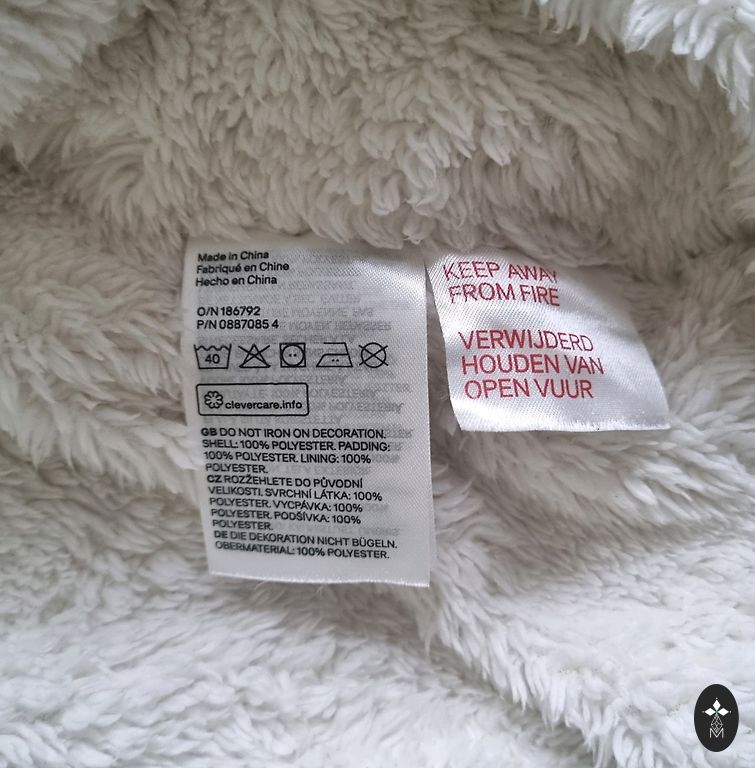 Made in China
Fabriqué en Chine
Hecho en China
O/N 186792
P/N 0887085 4
40
clevercare.info
GB DO NOT IRON ON DECORATION.
SHELL: 100% POLYESTER. PADDING:
100% POLYESTER. LINING: 100%
POLYESTER.
CZ ROZŽEHLETE DO PŮVODNÍ
VELIKOSTI. SVRCHNÍ LÁTKA: 100%
POLYESTER. VYCPÁVKA: 100%
POLYESTER. PODŠÍVKA: 100%
POLYESTER.
DE DIE DEKORATION NICHT BÜGELN.
OBERMATERIAL: 100% POLYESTER.
KEEP AWAY
FROM FIRE
VERWIJDERD
HOUDEN VAN
OPEN VUUR
M